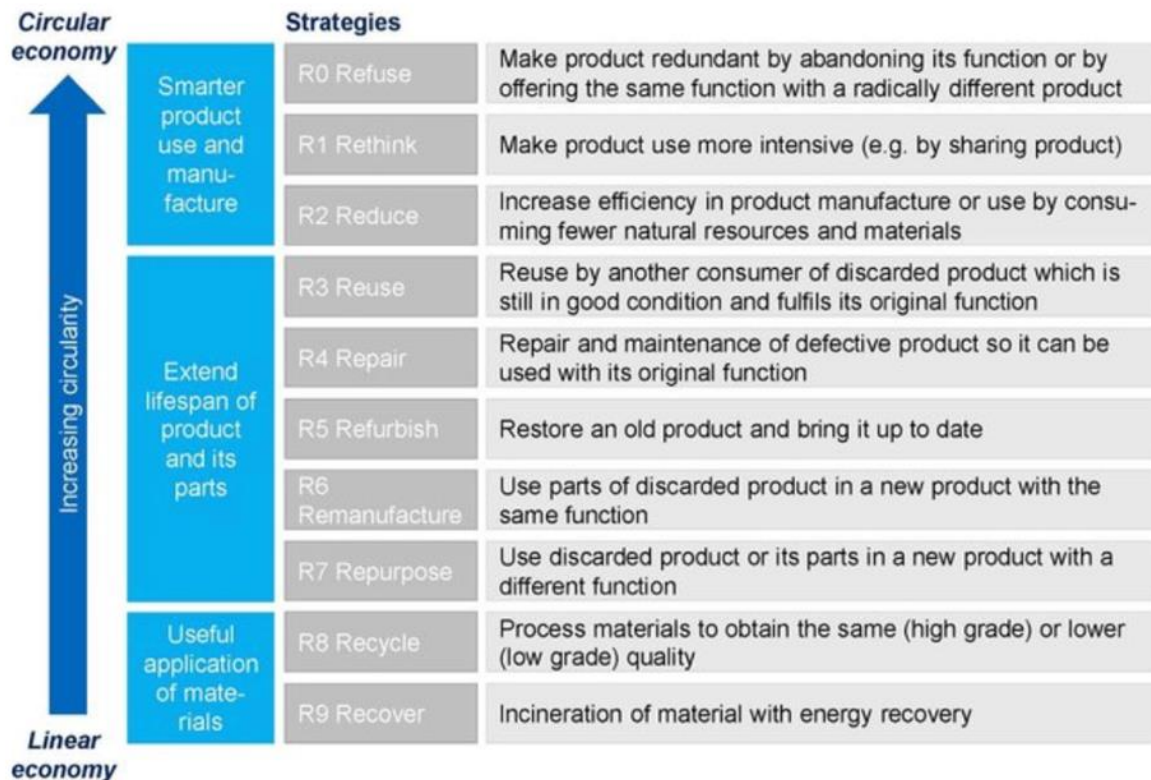 Circular
economy
Strategies
Increasing circularity
Linear
economy
Smarter
product
use and
manu-
facture
R0 Refuse
Make product redundant by abandoning its function or by
offering the same function with a radically different product
R1 Rethink
Make product use more intensive (e.g. by sharing product)
R2 Reduce
Increase efficiency in product manufacture or use by consu-
ming fewer natural resources and materials
Extend
lifespan of
product
and its
parts
R3 Reuse
Reuse by another consumer of discarded product which is
still in good condition and fulfils its original function
R4 Repair
Repair and maintenance of defective product so it can be
used with its original function
R5 Refurbish
Restore an old product and bring it up to date
R6
Remanufacture
Use parts of discarded product in a new product with the
same function
R7 Repurpose
Use discarded product or its parts in a new product with a
different function
Useful
application
of mate-
rials
R8 Recycle
Process materials to obtain the same (high grade) or lower
(low grade) quality
R9 Recover
Incineration of material with energy recovery